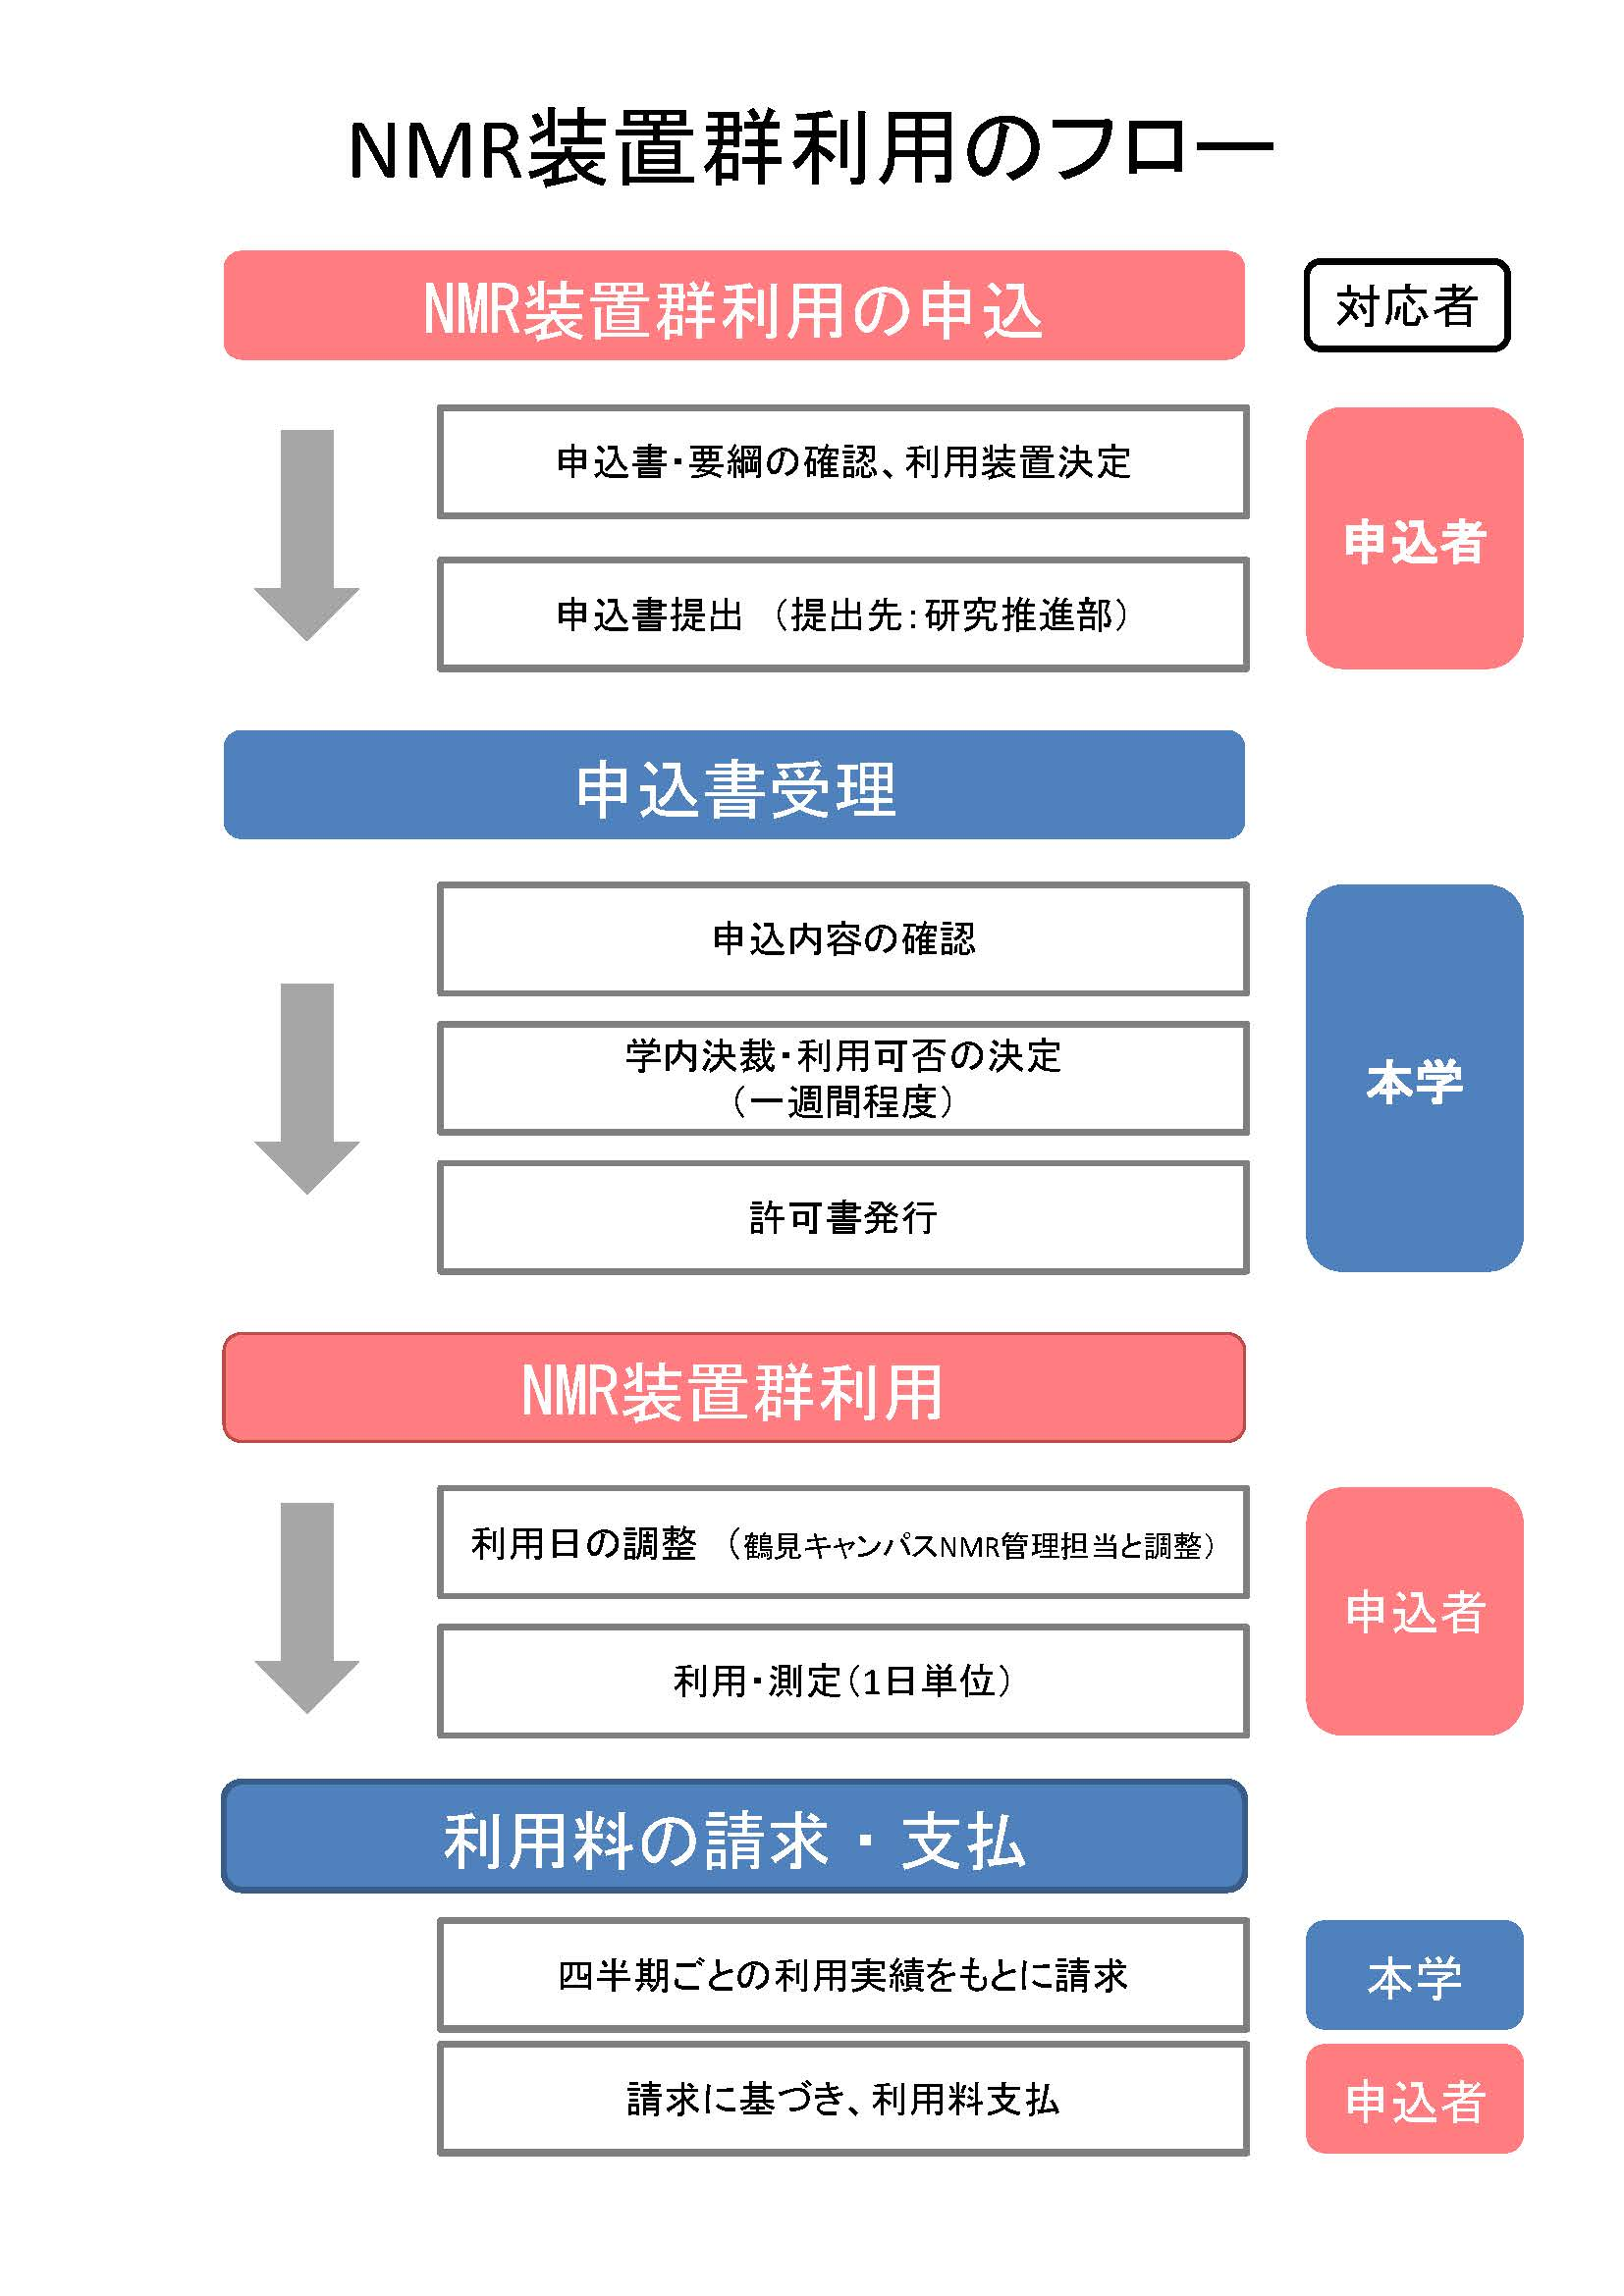 NMR装置群利用のフロー
NMR装置群利用の申込
対応者
申込書・要綱の確認、利用装置決定
申込者
申込書提出　（提出先：研究推進部）
申込書受理
申込内容の確認
学内決裁・利用可否の決定
（一週間程度）
本学
許可書発行
NMR装置群利用
利用日の調整　（鶴見キャンパスNMR管理担当と調整）
申込者
利用・測定（1日単位）
利用料の請求・支払
四半期ごとの利用実績をもとに請求
本学
請求に基づき、利用料支払
申込者